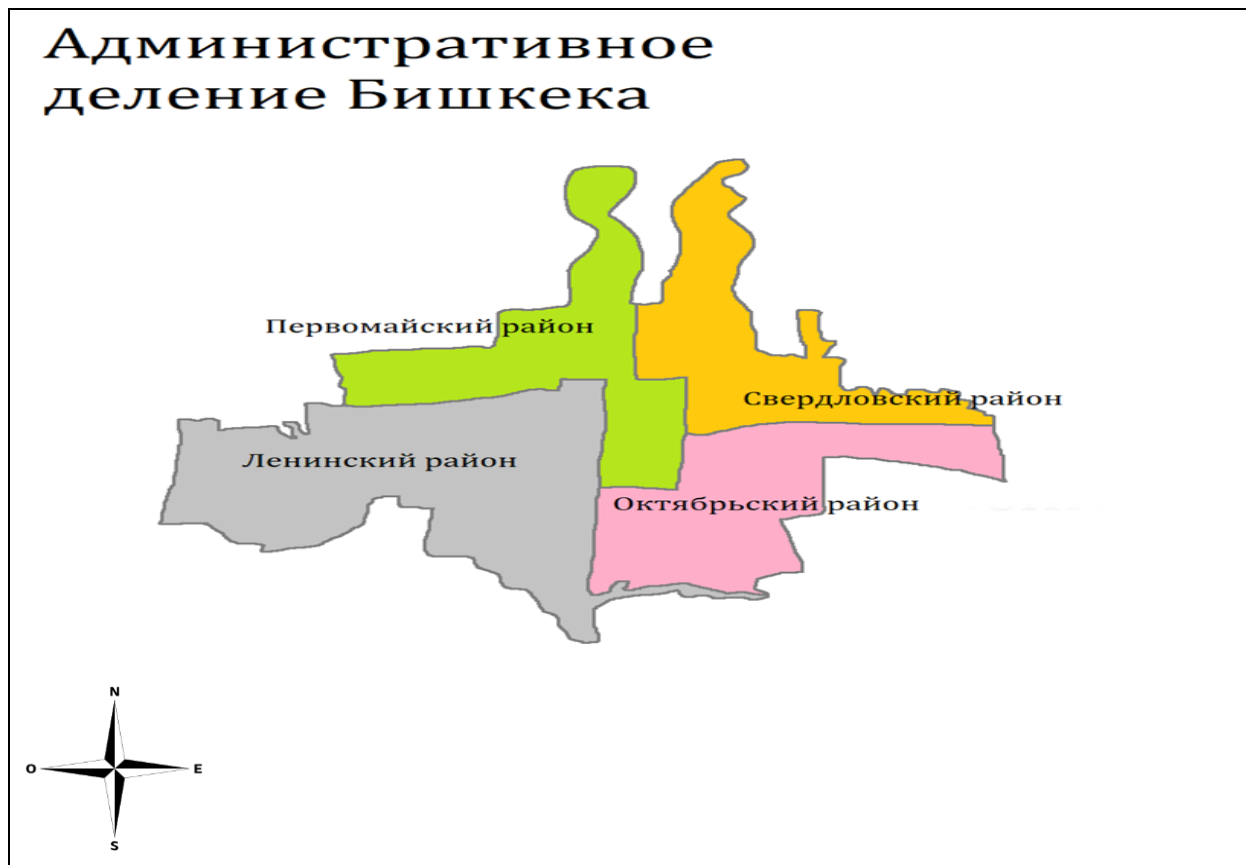 Административное
деление Бишкека
Первомайский район
Свердловский район
Ленинский район
Октябрьский район
N
O
E
S